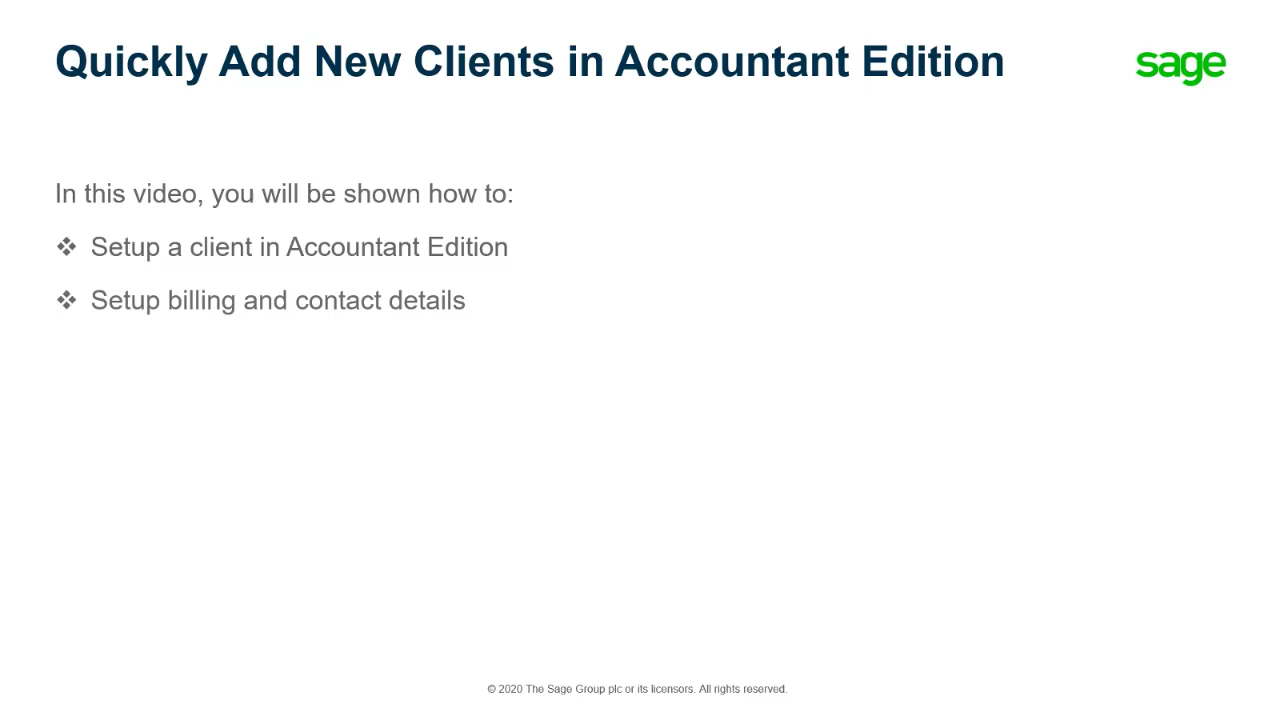 Quickly Add New Clients in Accountant Edition
sage
In this video, you will be shown how to:
❖ Setup a client in Accountant Edition
❖ Setup billing and contact details
© 2020 The Sage Group plc or its licensors. All rights reserved.